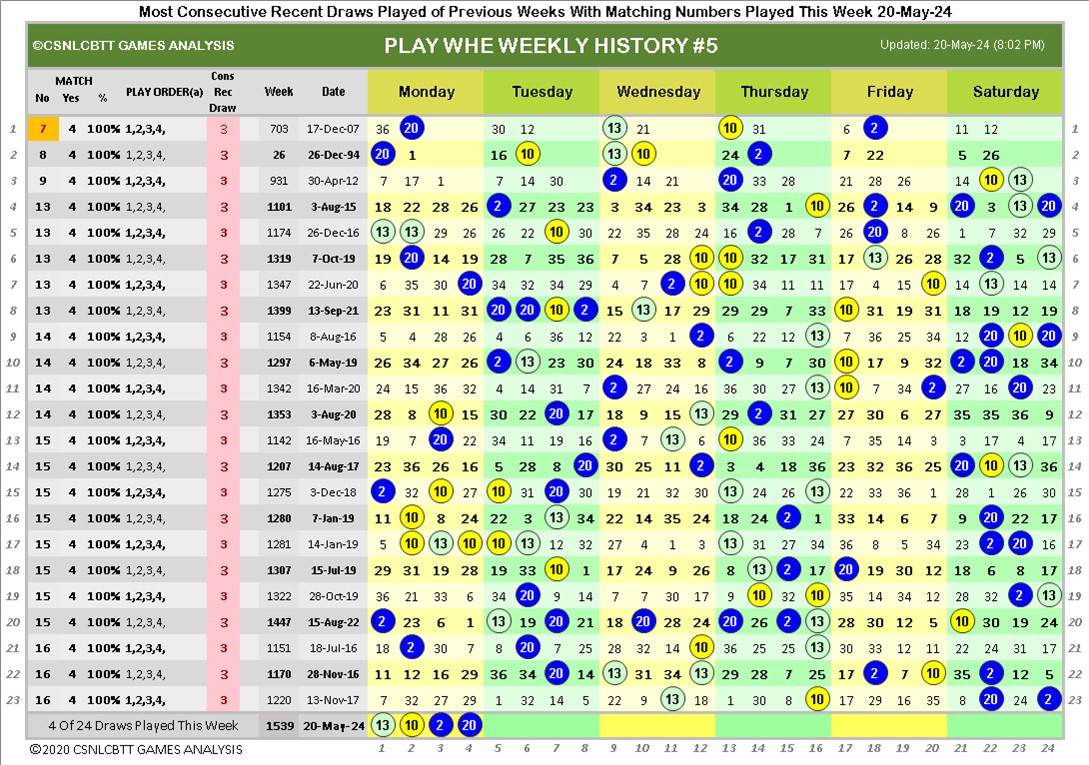 Most Consecutive Recent Draws Played of Previous Weeks With Matching Numbers Played This Week 20-May-24
©CSNLCBTT GAMES ANALYSIS PLAY WHE WEEKLY HISTORY #5 Updated: 20-May-24 (8:02 PM)
No MATCH Yes % PLAY ORDER(a) Cons Rec Draw Week Date Monday Tuesday Wednesday Thursday Friday Saturday
1 7 4 100% 1,2,3,4, 3 703 17-Dec-07 36 20 30 12 13 21 10 31 6 2 11 12 1
2 8 4 100% 1,2,3,4, 3 26 26-Dec-94 20 1 16 10 13 10 24 2 7 22 5 26 2
3 9 4 100% 1,2,3,4, 3 931 30-Apr-12 7 17 1 7 14 30 2 14 21 20 33 28 21 28 26 14 10 13 3
4 13 4 100% 1,2,3,4, 3 1101 3-Aug-15 18 22 28 26 2 27 23 23 3 34 23 3 34 28 1 10 26 2 14 9 20 3 13 20 4
5 13 4 100% 1,2,3,4, 3 1174 26-Dec-16 13 13 29 26 26 22 10 30 22 35 28 24 14 2 28 7 26 20 8 26 1 7 32 29 5
6 13 4 100% 1,2,3,4, 3 1319 7-Oct-19 19 20 14 19 28 7 35 36 7 5 28 10 10 32 17 31 17 13 26 28 32 2 5 13 6
7 13 4 100% 1,2,3,4, 3 1347 22-Jun-20 6 35 30 20 34 32 34 29 4 7 2 10 10 34 11 11 17 4 15 10 14 13 14 14 7
8 13 4 100% 1,2,3,4, 3 1399 13-Sep-21 23 31 11 31 20 20 10 2 15 13 17 29 29 29 7 33 10 31 19 31 18 19 12 19 8
9 14 4 100% 1,2,3,4, 3 1154 8-Aug-16 5 4 28 26 4 6 36 12 22 3 1 2 6 22 12 13 7 36 25 34 12 20 10 20 9
10 14 4 100% 1,2,3,4, 3 1297 6-May-19 26 34 27 26 2 13 23 30 24 18 33 8 2 9 7 30 10 17 9 32 2 20 18 34 10
11 14 4 100% 1,2,3,4, 3 1342 16-Mar-20 24 15 36 32 4 14 31 7 2 27 24 16 36 30 27 13 10 7 34 20 27 16 20 23 11
12 14 4 100% 1,2,3,4, 3 1353 3-Aug-20 28 8 10 15 30 22 20 17 18 9 15 13 29 2 31 27 27 30 6 27 35 35 36 9 12
13 15 4 100% 1,2,3,4, 3 1142 16-May-16 19 7 20 22 34 11 19 16 2 7 13 6 10 36 33 24 7 35 14 3 3 17 4 17 13
14 15 4 100% 1,2,3,4, 3 1207 14-Aug-17 23 36 26 16 5 28 8 20 30 25 11 2 3 4 18 36 23 32 36 25 20 10 13 36 14
15 15 4 100% 1,2,3,4, 3 1275 3-Dec-18 2 32 10 27 10 31 20 30 19 21 32 30 13 24 26 13 22 33 36 1 28 1 26 30 15
16 15 4 100% 1,2,3,4, 3 1280 7-Jan-19 11 10 8 24 22 3 13 34 22 14 35 24 18 24 2 1 33 14 6 7 9 20 22 17 16
17 15 4 100% 1,2,3,4, 3 1281 14-Jan-19 5 10 13 10 10 13 12 32 27 4 1 3 13 31 27 34 36 8 5 34 23 2 20 16 17
18 15 4 100% 1,2,3,4, 3 1307 15-Jul-19 29 31 19 28 19 33 10 1 17 24 9 26 8 13 2 17 20 19 30 12 18 6 8 17 18
19 15 4 100% 1,2,3,4, 3 1322 28-Oct-19 36 21 33 6 34 20 9 14 7 7 30 17 9 10 32 10 35 14 34 12 28 32 2 13 19
20 15 4 100% 1,2,3,4, 3 1447 15-Aug-22 2 23 6 1 13 19 20 21 18 20 28 24 20 26 2 13 28 30 12 5 10 30 19 24 20
21 16 4 100% 1,2,3,4, 3 1151 18-Jul-16 18 2 30 7 8 20 7 25 28 32 14 10 36 25 25 13 30 33 12 11 22 24 31 17 21
22 16 4 100% 1,2,3,4, 3 1170 28-Nov-16 11 12 16 29 36 34 20 14 13 31 34 13 29 28 7 25 17 2 7 10 35 2 12 5 22
23 16 4 100% 1,2,3,4, 3 1220 13-Nov-17 7 32 27 29 1 32 14 5 22 9 13 18 1 30 8 10 17 29 16 35 8 20 24 2 23
4 Of 24 Draws Played This Week 1539 20-May-24 13 10 2 20
©2020 CSNLCBTT GAMES ANALYSIS 1 2 3 4 5 6 7 8 9 10 11 12 13 14 15 16 17 18 19 20 21 22 23 24